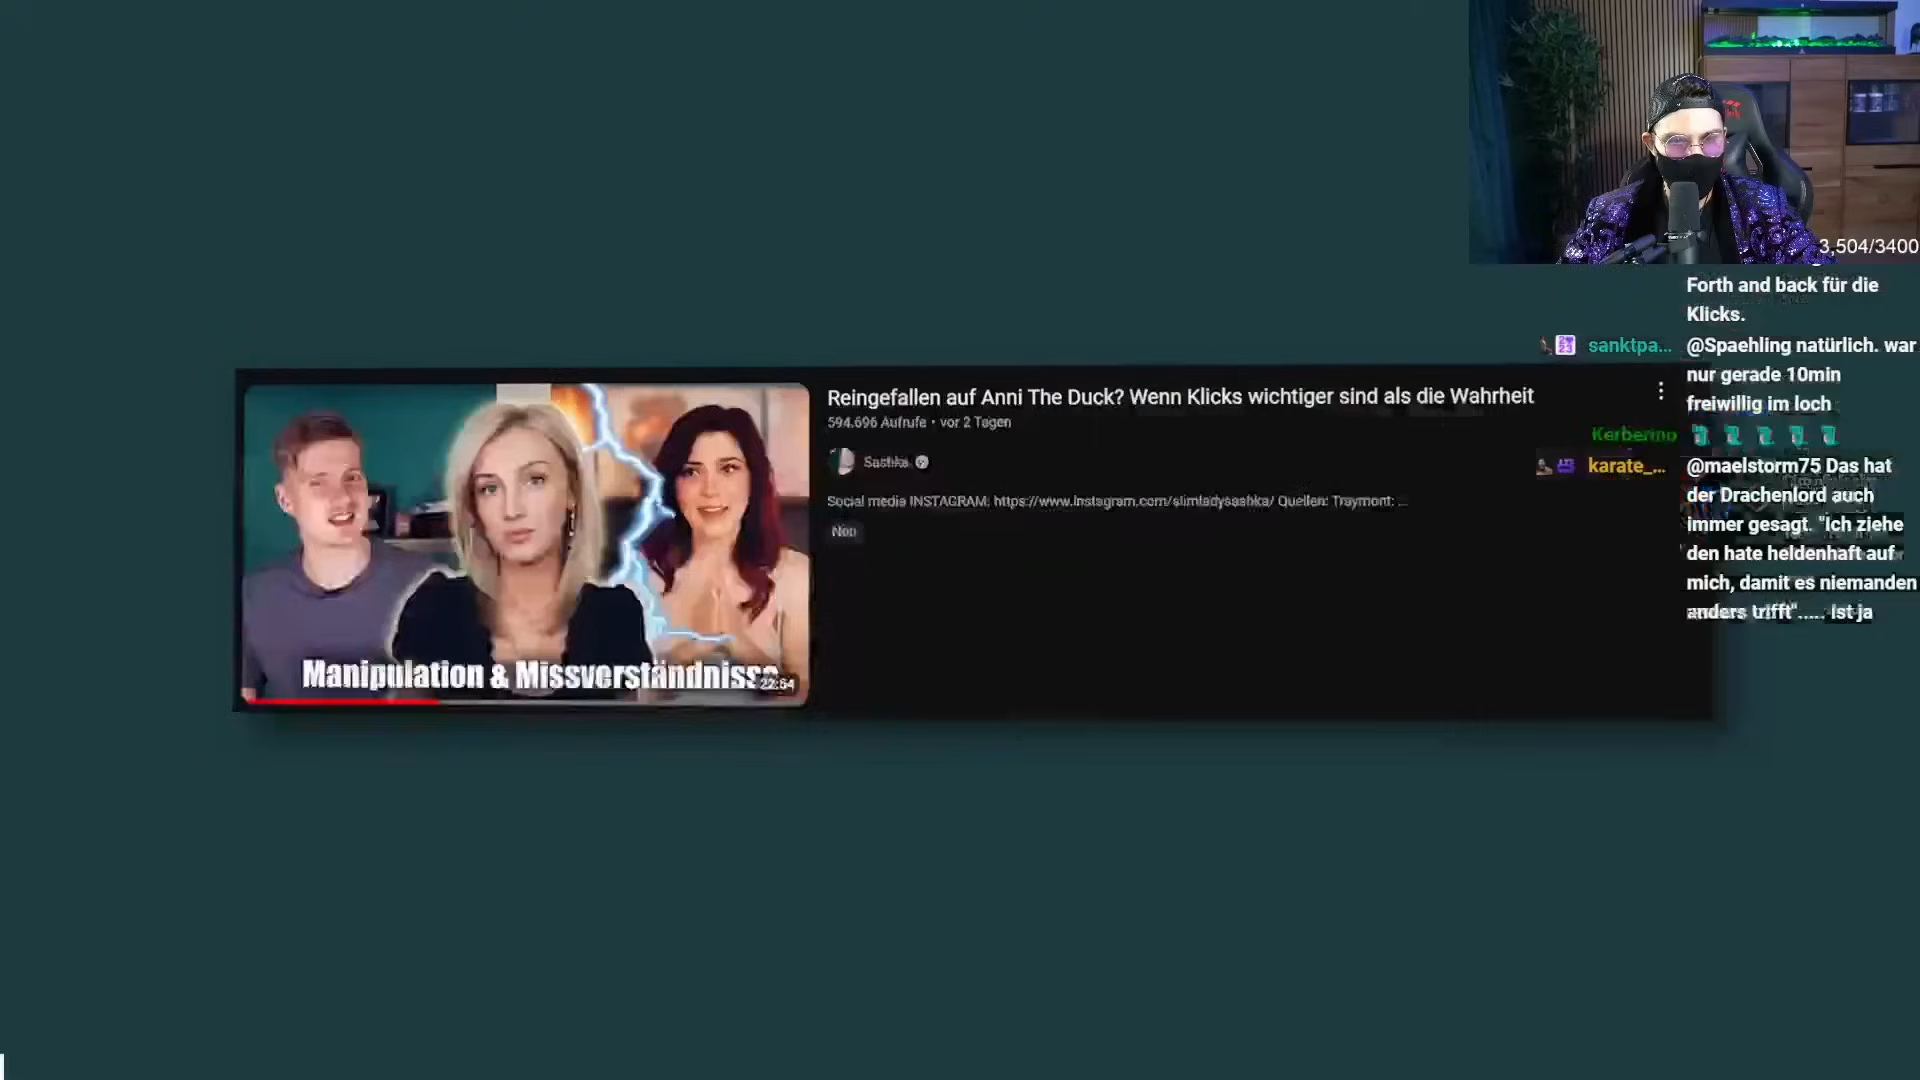 3,504/3400
Forth and back für die
Klicks.
sanktpa... @Spaehling natürlich. war
nur gerade 10min
freiwillig im loch
Kerberino
karate_... @maelstorm75 Das hat
der Drachenlord auch
immer gesagt. "Ich ziehe
den hate heldenhaft auf
mich, damit es niemanden
anders trifft"..... Ist ja
Reingefallen auf Anni The Duck? Wenn Klicks wichtiger sind als die Wahrheit
594.696 Aufrufe • vor 2 Tagen
Sashka
Social media INSTAGRAM: https://www.instagram.com/slimladysashka/ Quellen: Traymont: ...
Neu
Manipulation & Missverständnisse
22:54